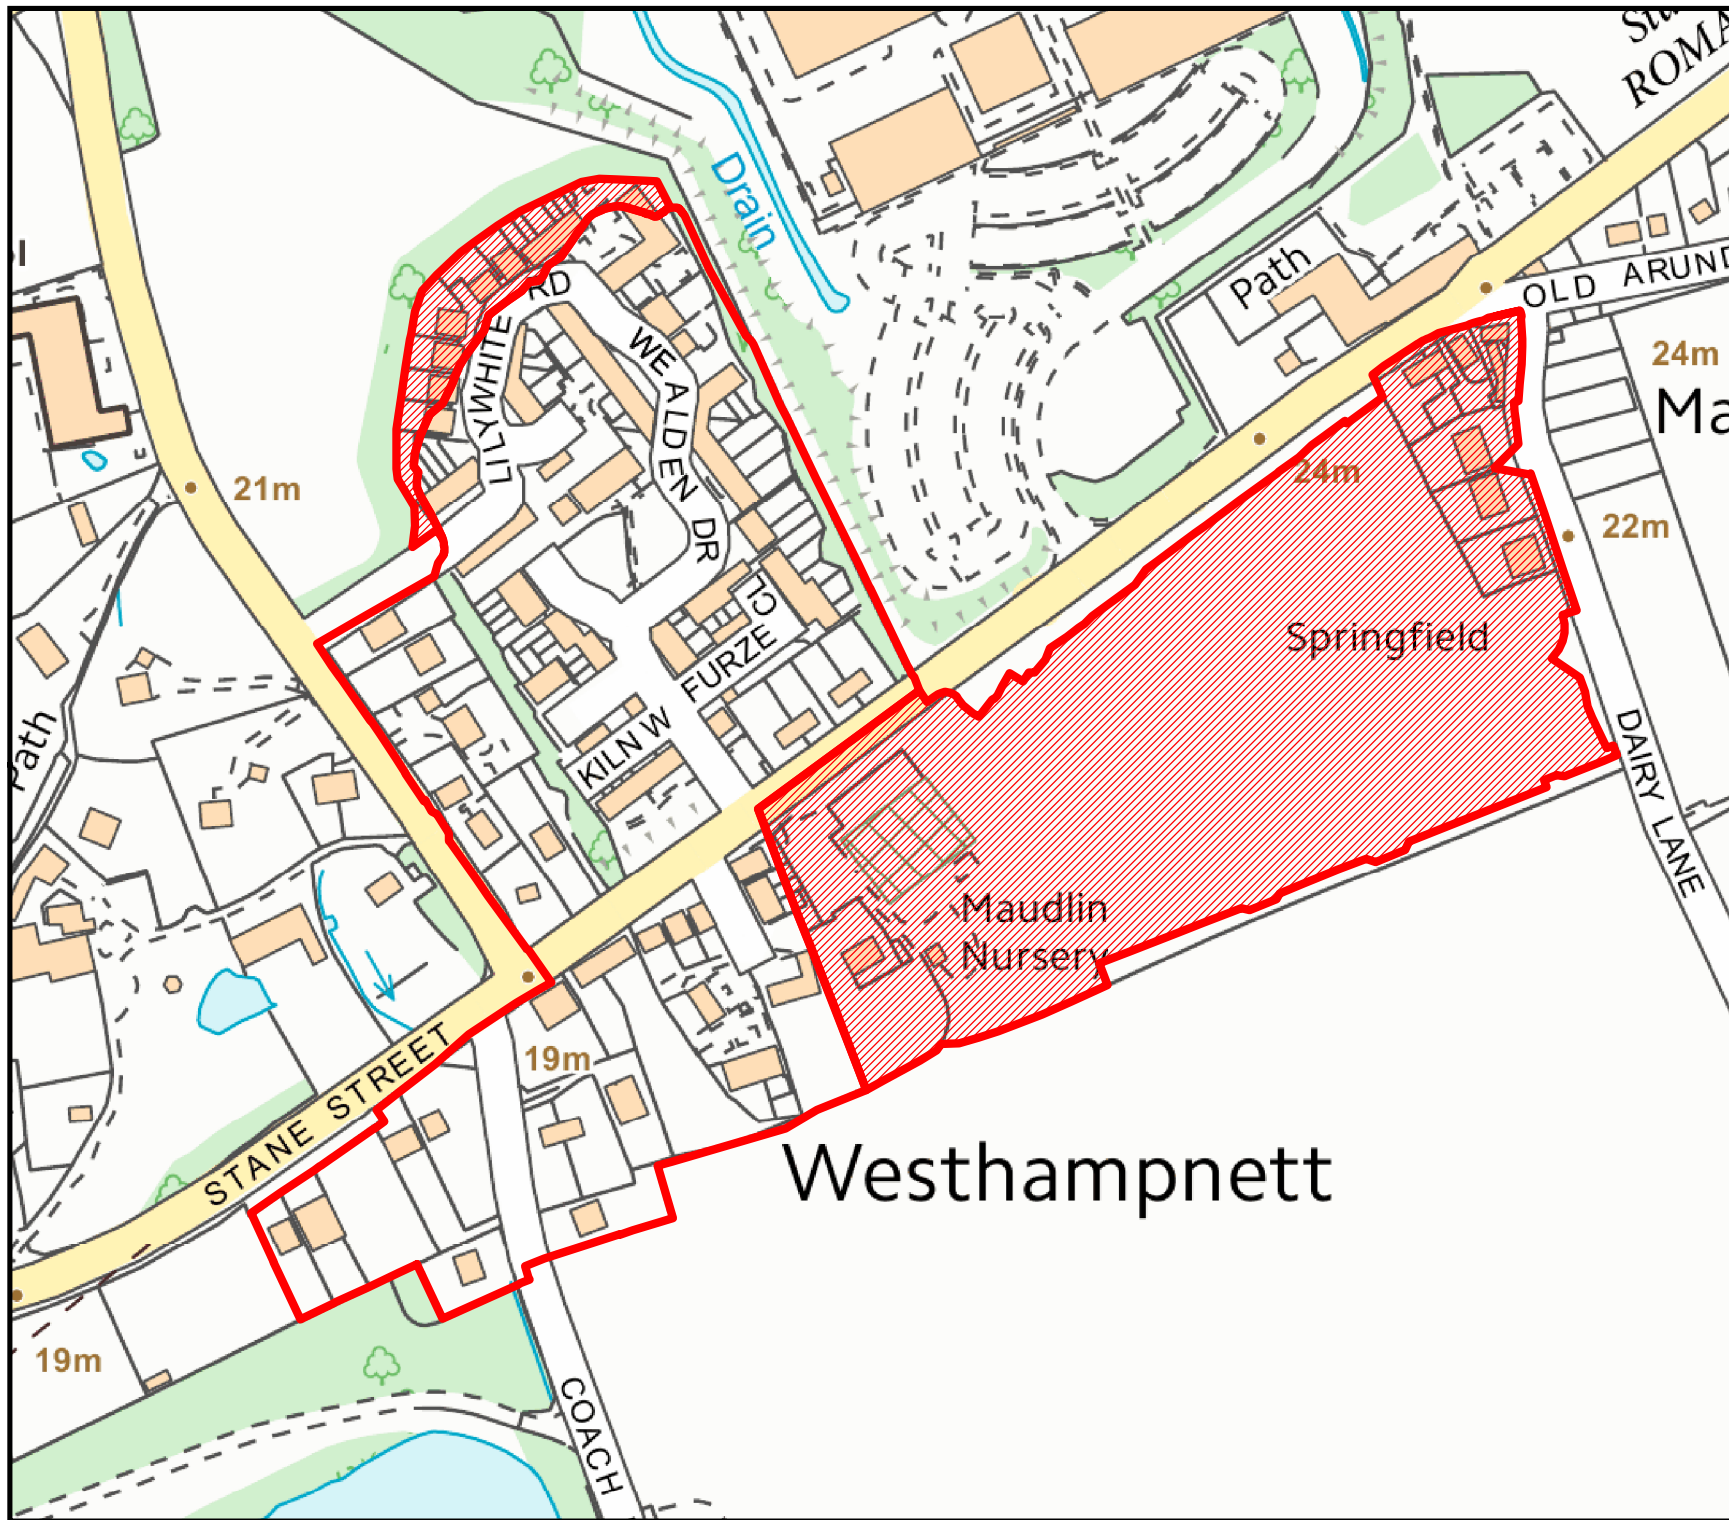 ROMA
Drain
Path
OLD ARUND
24m
Ma
RD
LILYWHITE
WEALDEN DR
21m
24m
22m
Springfield
CL
FURZE
KILN W
Path
DAIRY LANE
Maudlin
Nursery
STANE STREET
19m
Westhampnett
19m
COACH